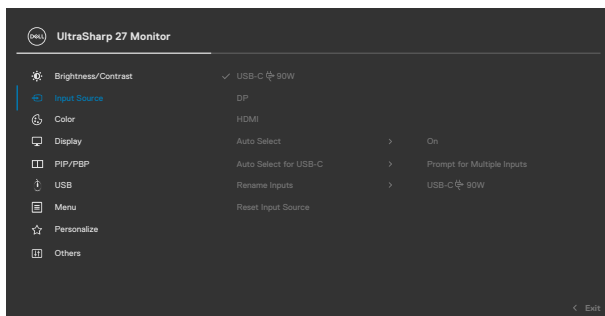 DELL UltraSharp 27 Monitor
Brightness/Contrast ✓ USB-C 90W
Input Source DP
Color HDMI
Display Auto Select > On
PIP/PBP Auto Select for USB-C > Prompt for Multiple Inputs
USB Rename Inputs > USB-C 90W
Menu Reset Input Source
Personalize
Others
< Exit